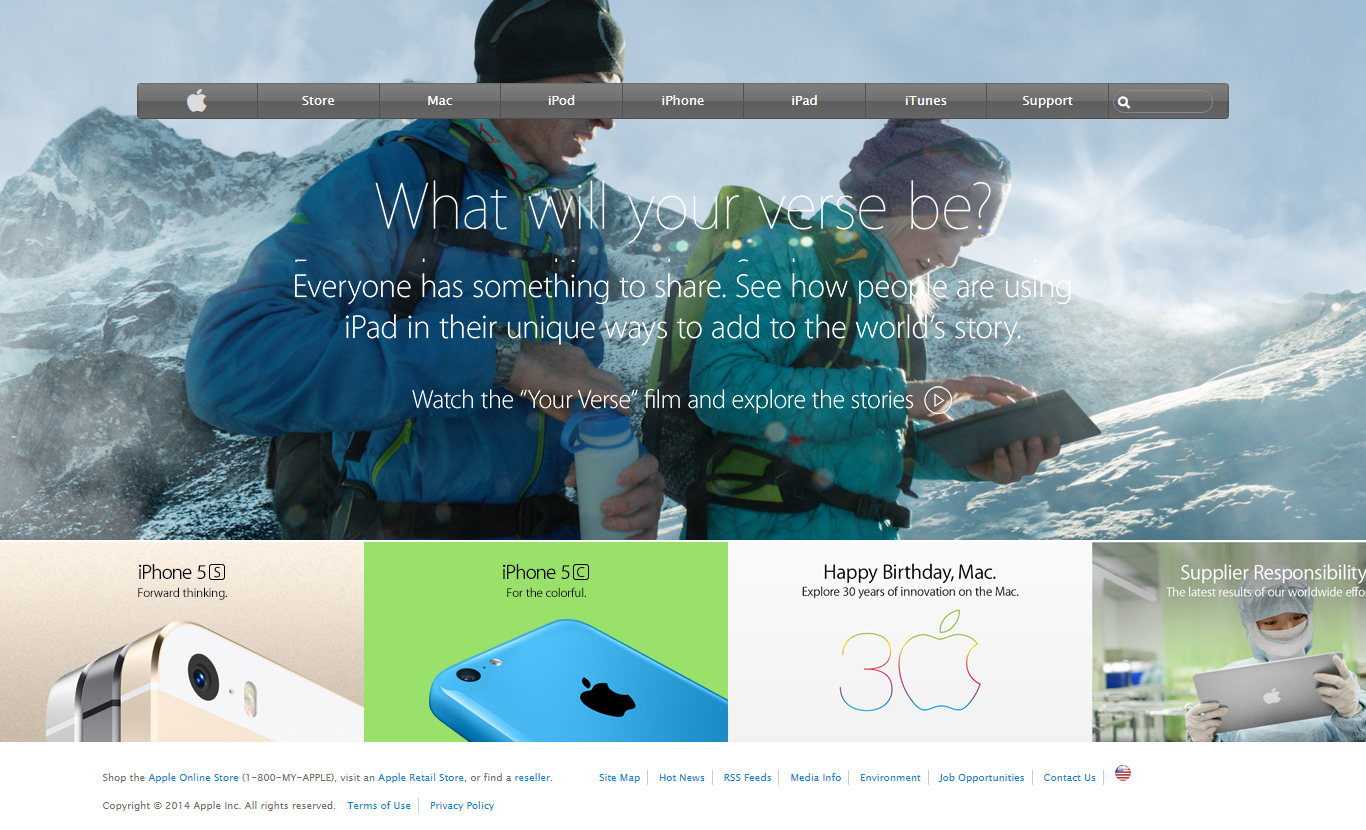 Store Mac iPod iPhone iPad iTunes Support
What will your verse be?
Everyone has something to share. See how people are using
iPad in their unique ways to add to the world's story.
Watch the “Your Verse” film and explore the stories
iPhone 5S
Forward thinking.
iPhone 5C
For the colorful.
Happy Birthday, Mac.
Explore 30 years of innovation on the Mac.
30
Supplier Responsibility
The latest results of our worldwide effo
Shop the Apple Online Store (1-800-MY-APPLE), visit an Apple Retail Store, or find a reseller.
Site Map Hot News RSS Feeds Media Info Environment Job Opportunities Contact Us
Copyright © 2014 Apple Inc. All rights reserved. Terms of Use Privacy Policy